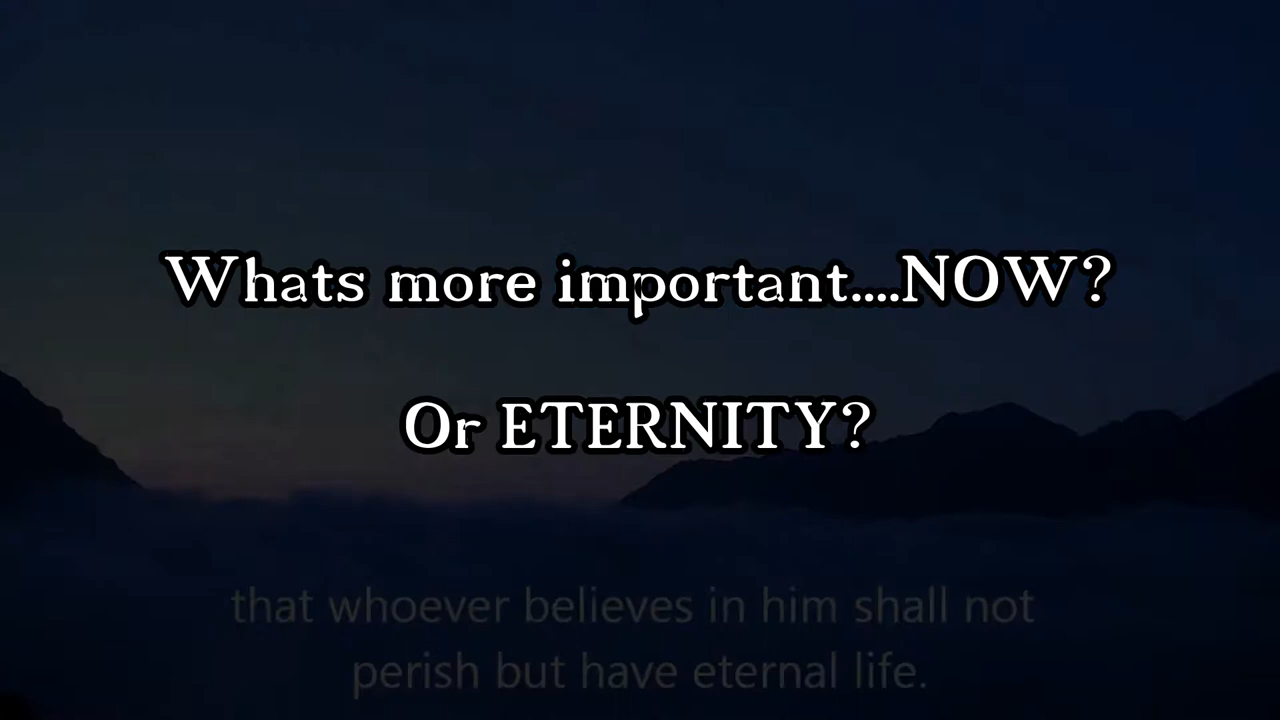 Whats more important....NOW?
Or ETERNITY?
that whoever believes in him shall not
perish but have eternal life.